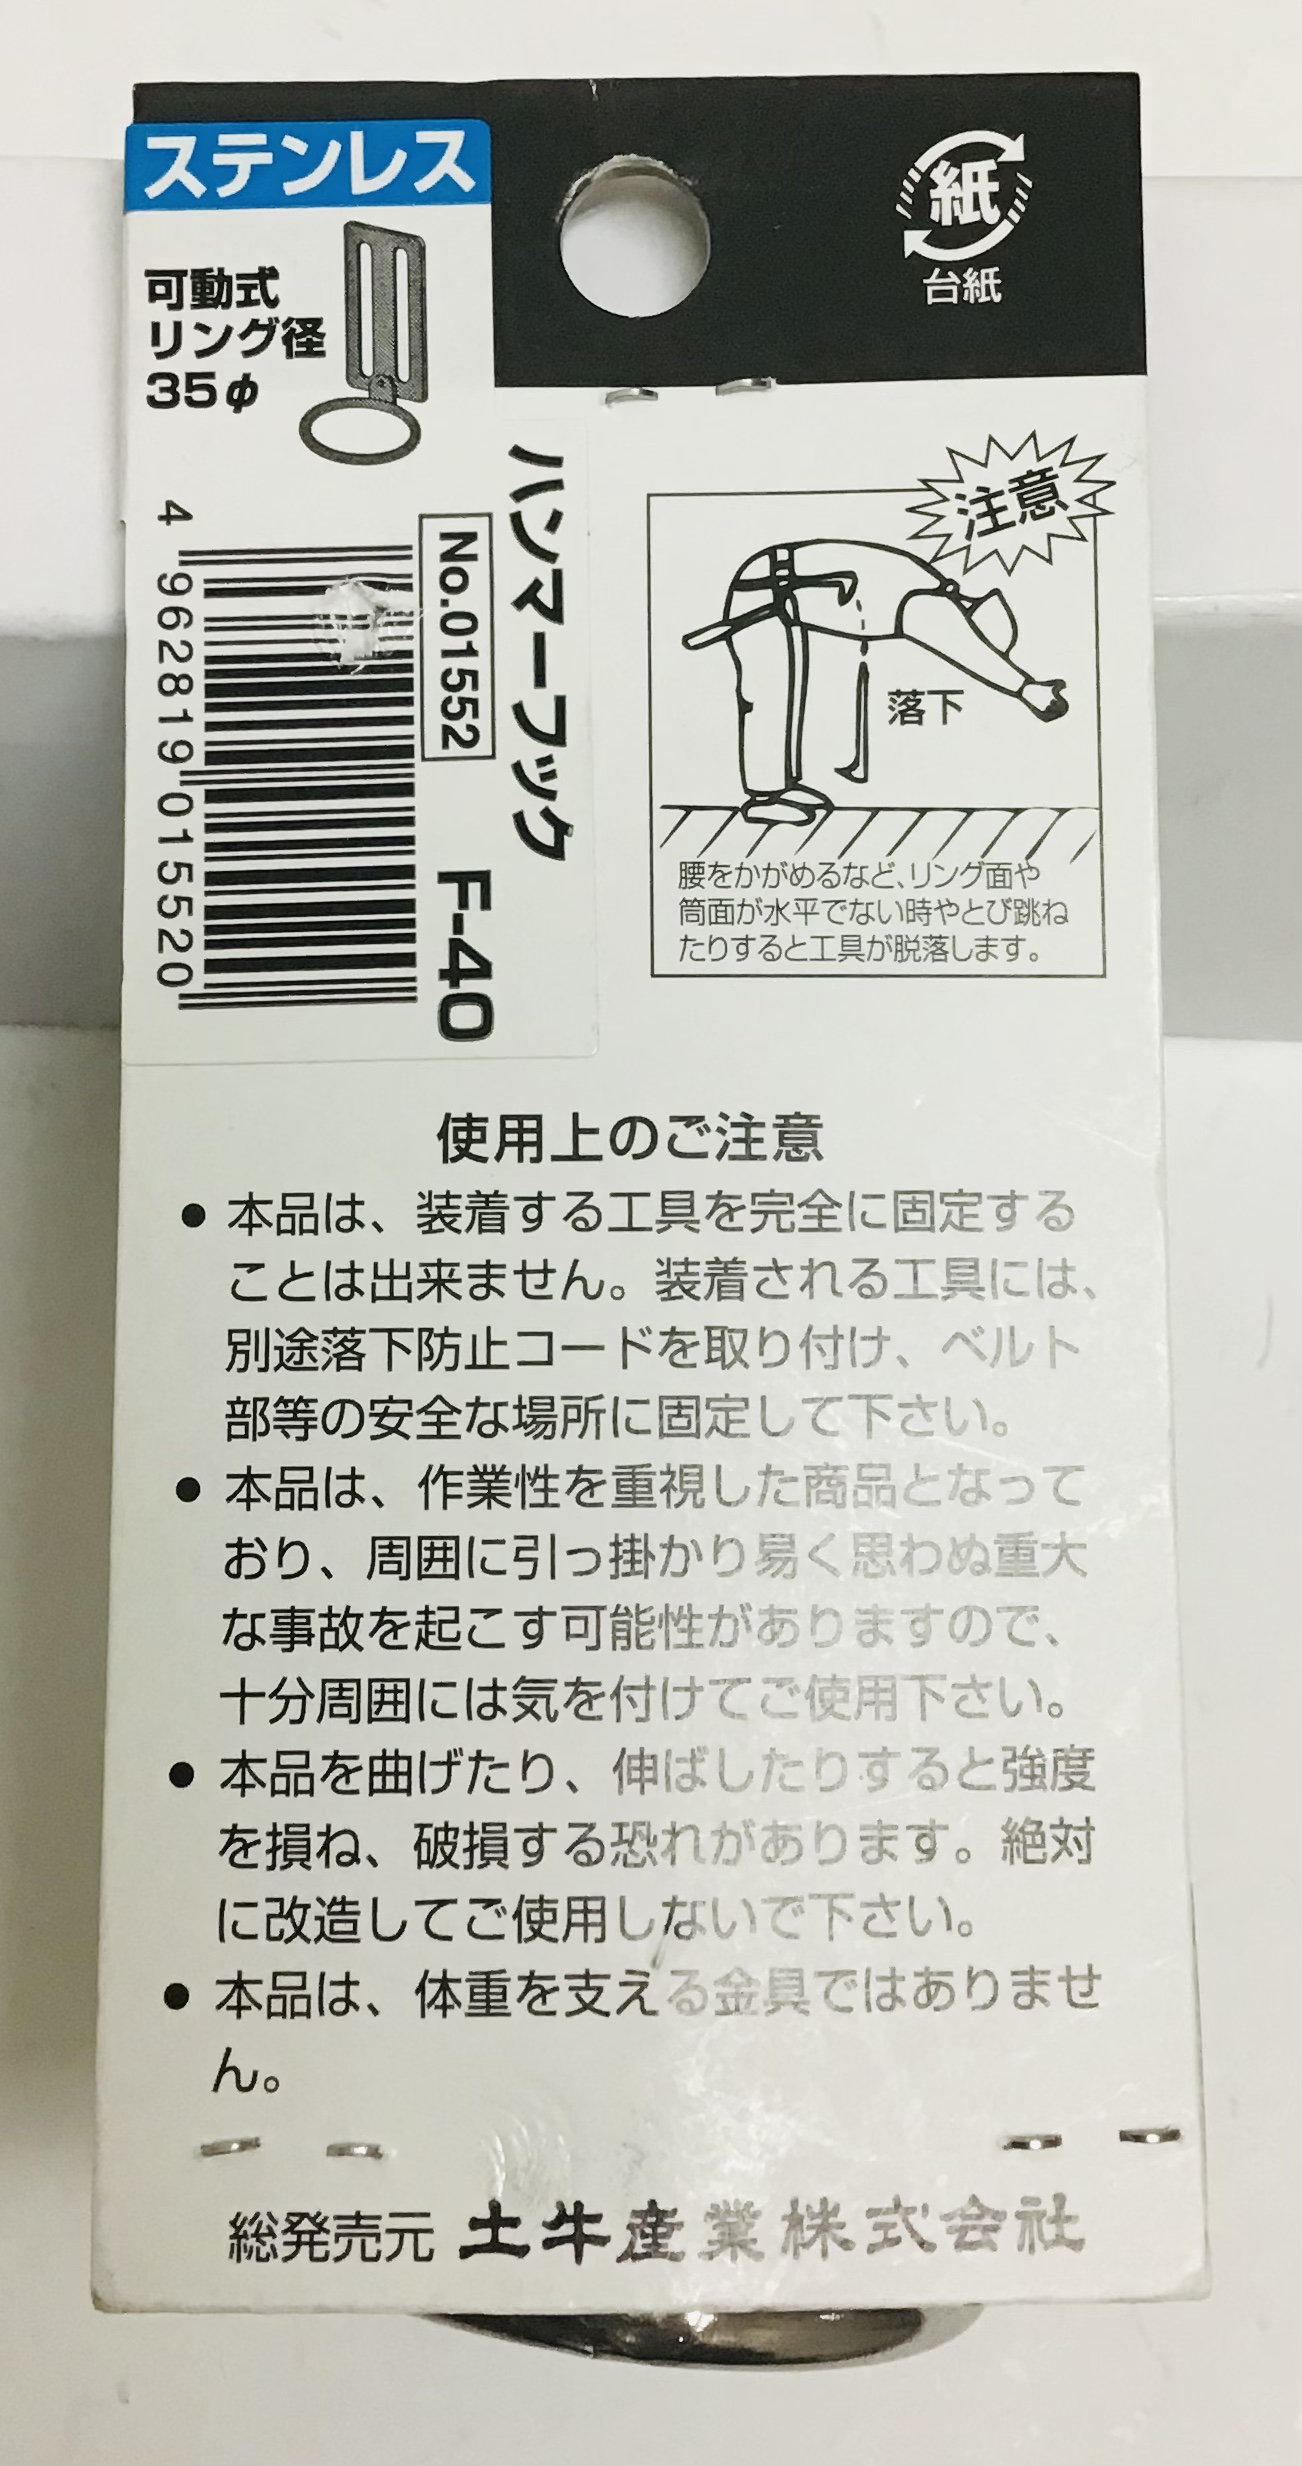 ステンレス
可動式
リング径
35φ
紙
台紙
ハンマーフック
No.01552
F-40
4 962819 015520
注意
落下
腰をかがめるなど、リング面や
筒面が水平でない時やとび跳ね
たりすると工具が脱落します。
使用上のご注意
● 本品は、装着する工具を完全に固定する
ことは出来ません。装着される工具には、
別途落下防止コードを取り付け、ベルト
部等の安全な場所に固定して下さい。
● 本品は、作業性を重視した商品となって
おり、周囲に引っ掛かり易く思わぬ重大
な事故を起こす可能性がありますので、
十分周囲には気を付けてご使用下さい。
● 本品を曲げたり、伸ばしたりすると強度
を損ね、破損する恐れがあります。絶対
に改造してご使用しないで下さい。
● 本品は、体重を支える金具ではありませ
ん。
総発売元 土牛産業株式会社